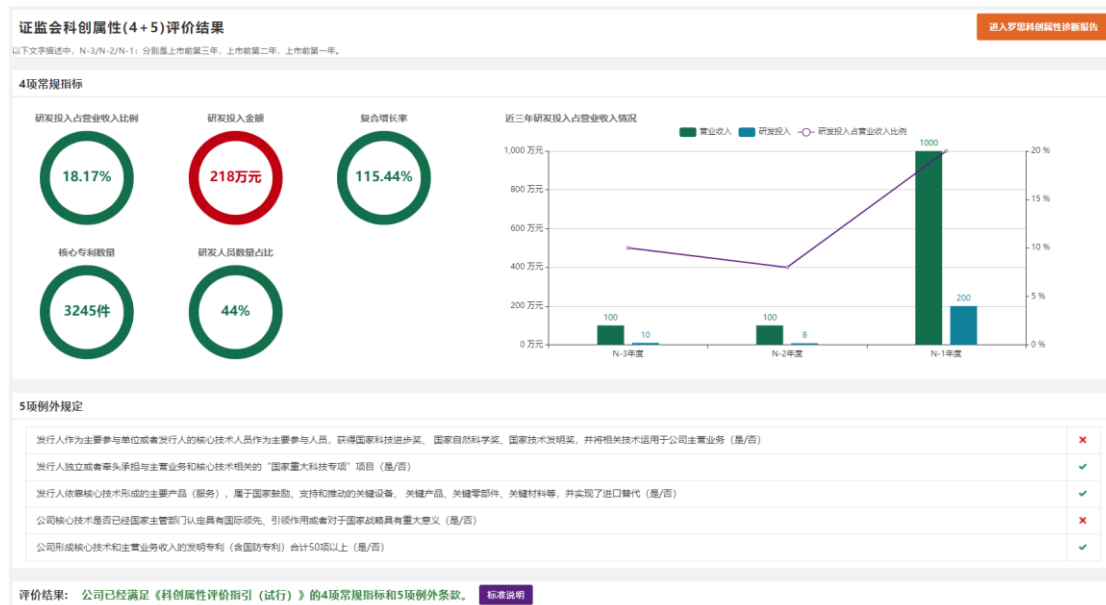 证监会科创属性(4+5)评价结果
进入罗思科创属性诊断报告
以下文字描述中，N-3/N-2/N-1：分别是上市前第三年，上市前第二年，上市前第一年。
4项常规指标
研发投入占营业收入比例
研发投入金额
复合增长率
18.17%
218万元
115.44%
核心专利数量
研发人员数量占比
3245件
44%
近三年研发投入占营业收入情况
营业收入 研发投入 研发投入占营业收入比例
1,000 万元
800 万元
600 万元
400 万元
200 万元
0 万元
20 %
15 %
10 %
5 %
0 %
100
10
100
8
1000
200
N-3年度
N-2年度
N-1年度
5项例外规定
发行人作为主要参与单位或者发行人的核心技术人员作为主要参与人员，获得国家科技进步奖、 国家自然科学奖、国家技术发明奖，并将相关技术运用于公司主营业务（是/否）
发行人独立或者牵头承担与主营业务和核心技术相关的“国家重大科技专项”项目（是/否）
发行人依靠核心技术形成的主要产品（服务），属于国家鼓励、支持和推动的关键设备、 关键产品、关键零部件、关键材料等，并实现了进口替代（是/否）
公司核心技术是否已经国家主管部门认定具有国际领先、引领作用或者对于国家战略具有重大意义（是/否）
公司形成核心技术和主营业务收入的发明专利（含国防专利）合计50项以上（是/否）
评价结果： 公司已经满足《科创属性评价指引（试行）》的4项常规指标和5项例外条款。 标准说明